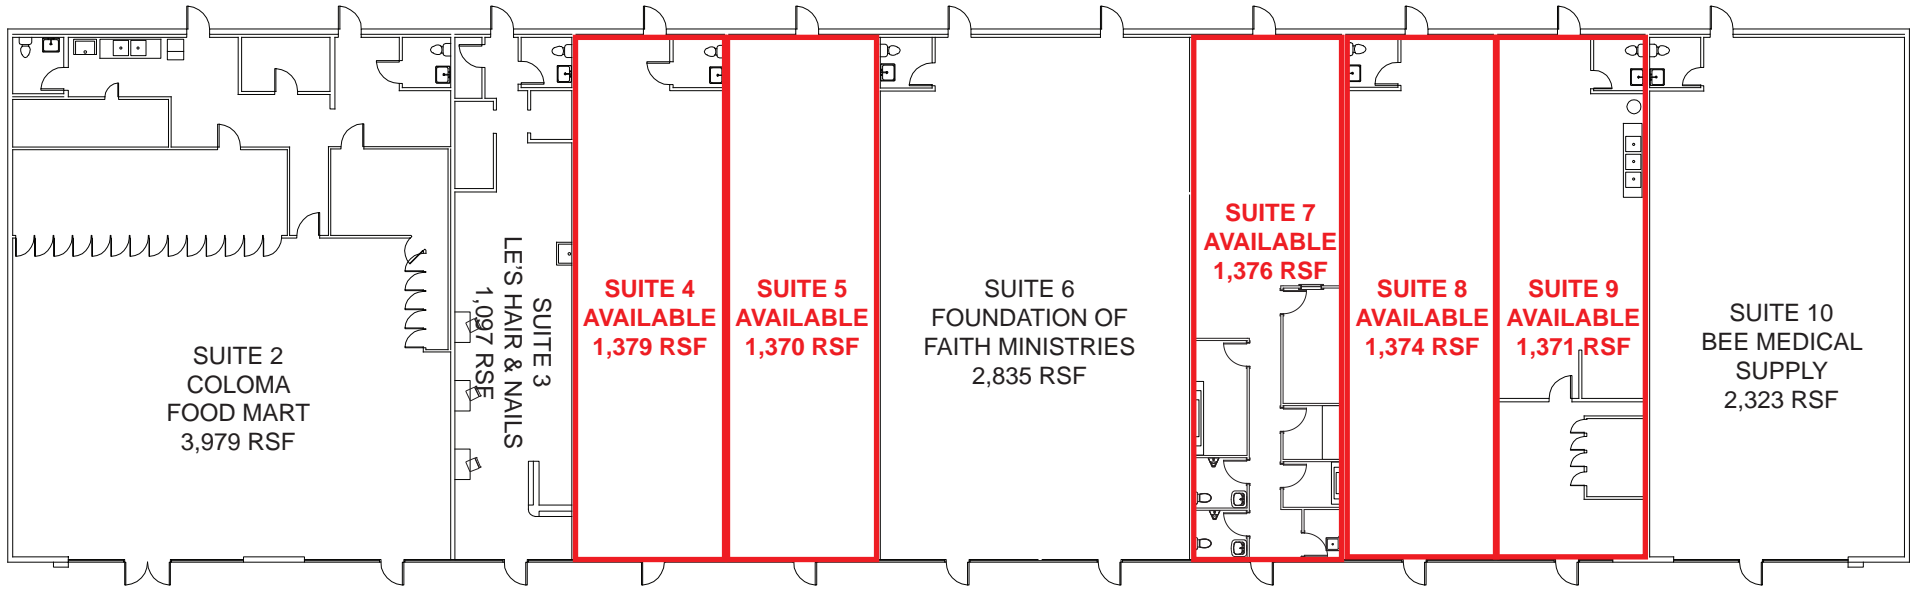 SUITE 2
COLOMA
FOOD MART
3,979 RSF
SUITE 3
LE'S HAIR & NAILS
1,097 RSF
SUITE 4
AVAILABLE
1,379 RSF
SUITE 5
AVAILABLE
1,370 RSF
SUITE 6
FOUNDATION OF
FAITH MINISTRIES
2,835 RSF
SUITE 7
AVAILABLE
1,376 RSF
SUITE 8
AVAILABLE
1,374 RSF
SUITE 9
AVAILABLE
1,371 RSF
SUITE 10
BEE MEDICAL
SUPPLY
2,323 RSF